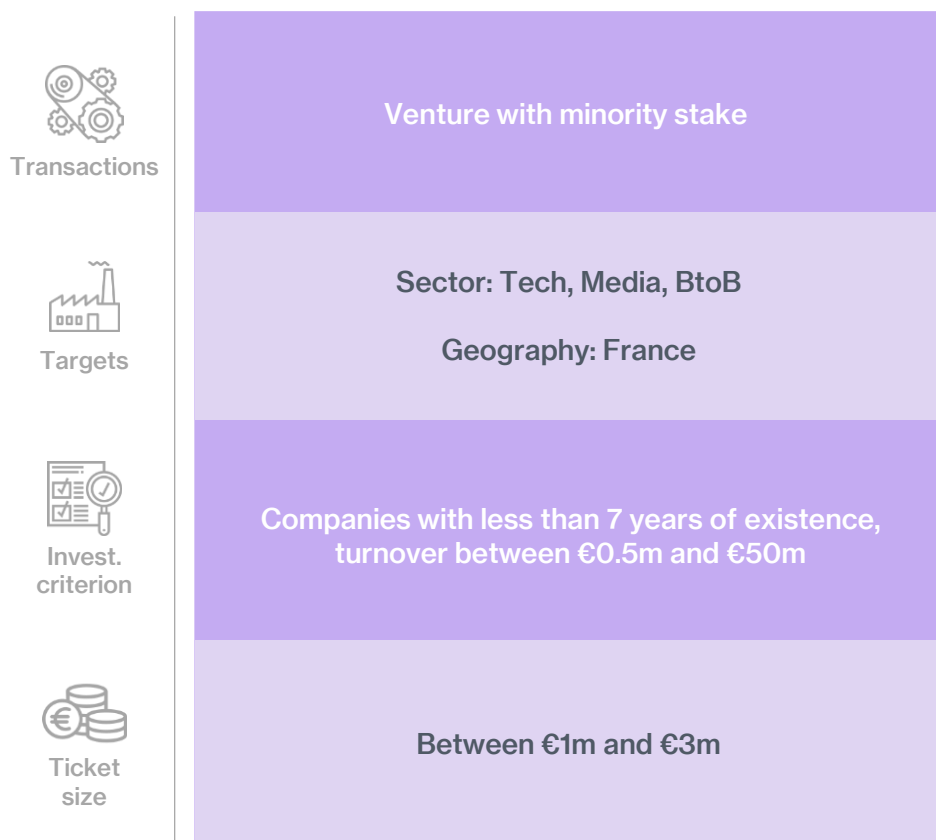 Transactions
Venture with minority stake
Targets
Sector: Tech, Media, BtoB
Geography: France
Invest.
criterion
Companies with less than 7 years of existence,
turnover between €0.5m and €50m
Ticket
size
Between €1m and €3m